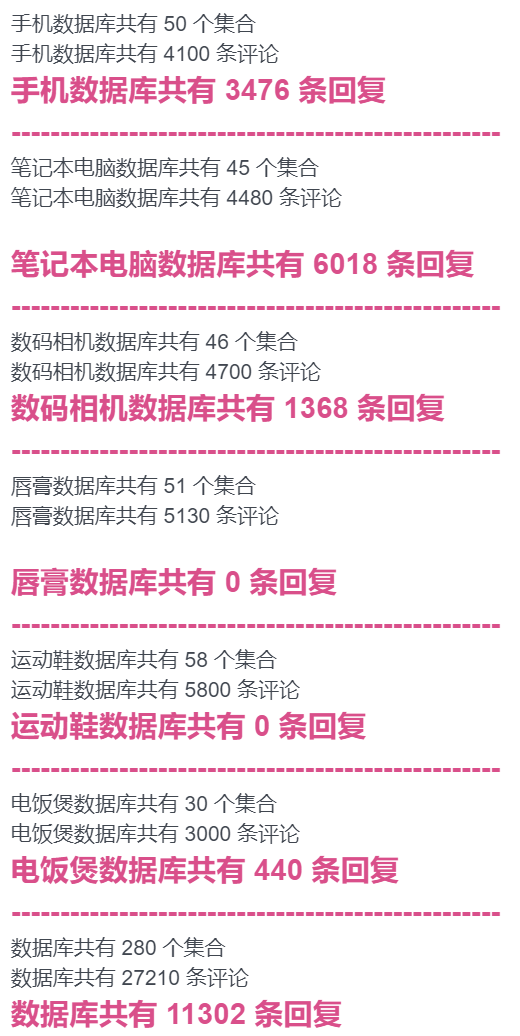 手机数据库共有 50 个集合
手机数据库共有 4100 条评论
手机数据库共有 3476 条回复
--------------------------------------------------
笔记本电脑数据库共有 45 个集合
笔记本电脑数据库共有 4480 条评论
笔记本电脑数据库共有 6018 条回复
--------------------------------------------------
数码相机数据库共有 46 个集合
数码相机数据库共有 4700 条评论
数码相机数据库共有 1368 条回复
--------------------------------------------------
唇膏数据库共有 51 个集合
唇膏数据库共有 5130 条评论
唇膏数据库共有 0 条回复
--------------------------------------------------
运动鞋数据库共有 58 个集合
运动鞋数据库共有 5800 条评论
运动鞋数据库共有 0 条回复
--------------------------------------------------
电饭煲数据库共有 30 个集合
电饭煲数据库共有 3000 条评论
电饭煲数据库共有 440 条回复
--------------------------------------------------
数据库共有 280 个集合
数据库共有 27210 条评论
数据库共有 11302 条回复